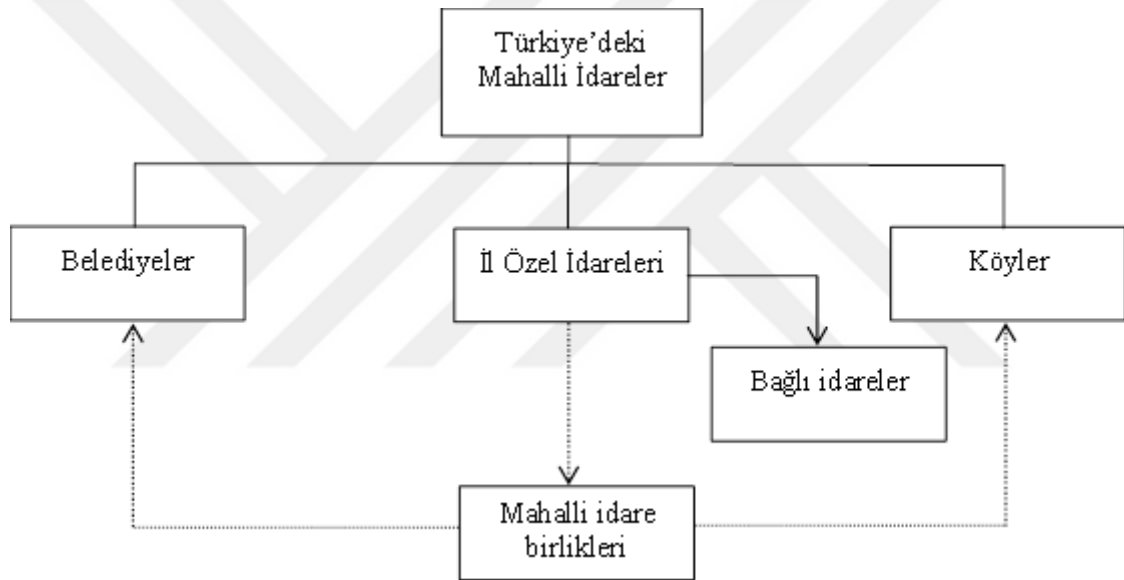 Türkiye’deki
Mahalli İdareler
Belediyeler
İl Özel İdareleri
Köyler
Bağlı idareler
Mahalli idare
birlikleri